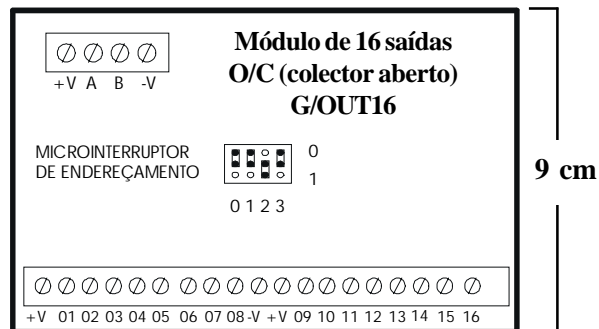 Módulo de 16 saídas
O/C (colector aberto)
G/OUT16
+V A B -V
MICROINTERRUPTOR
DE ENDEREÇAMENTO
0
1
0 1 2 3
9 cm
+V 01 02 03 04 05 06 07 08 -V +V 09 10 11 12 13 14 15 16